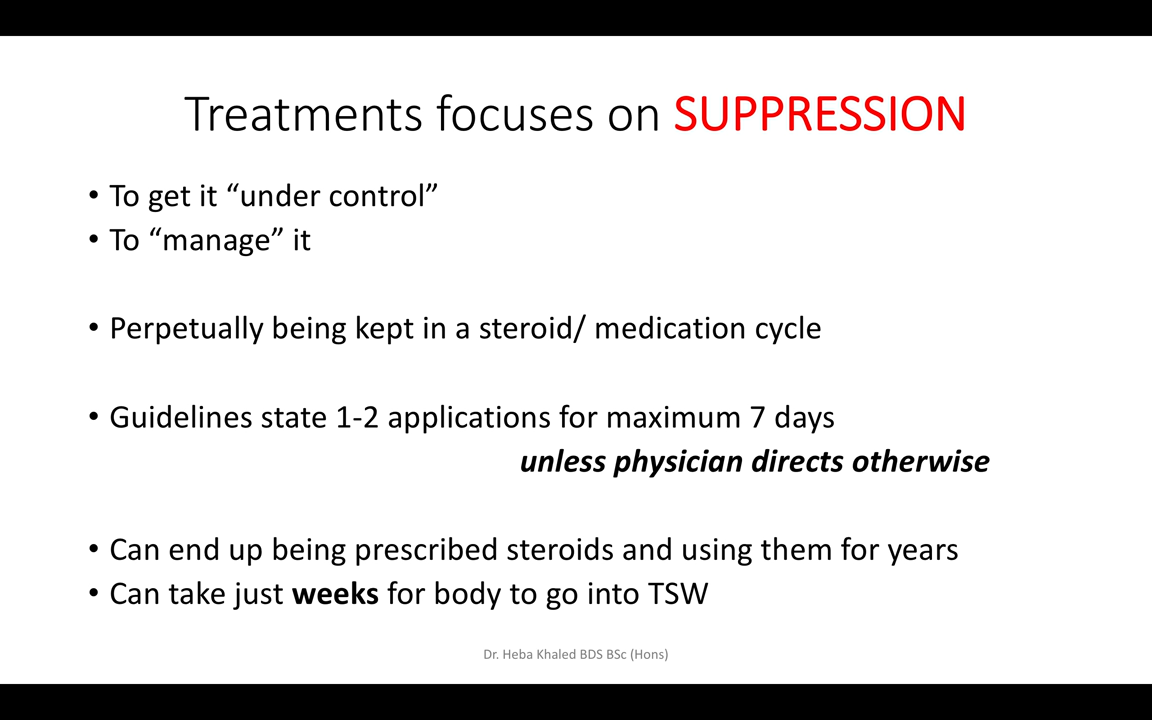 Treatments focuses on SUPPRESSION
• To get it “under control”
• To “manage” it
• Perpetually being kept in a steroid/ medication cycle
• Guidelines state 1-2 applications for maximum 7 days
unless physician directs otherwise
• Can end up being prescribed steroids and using them for years
• Can take just weeks for body to go into TSW
Dr. Heba Khaled BDS BSc (Hons)